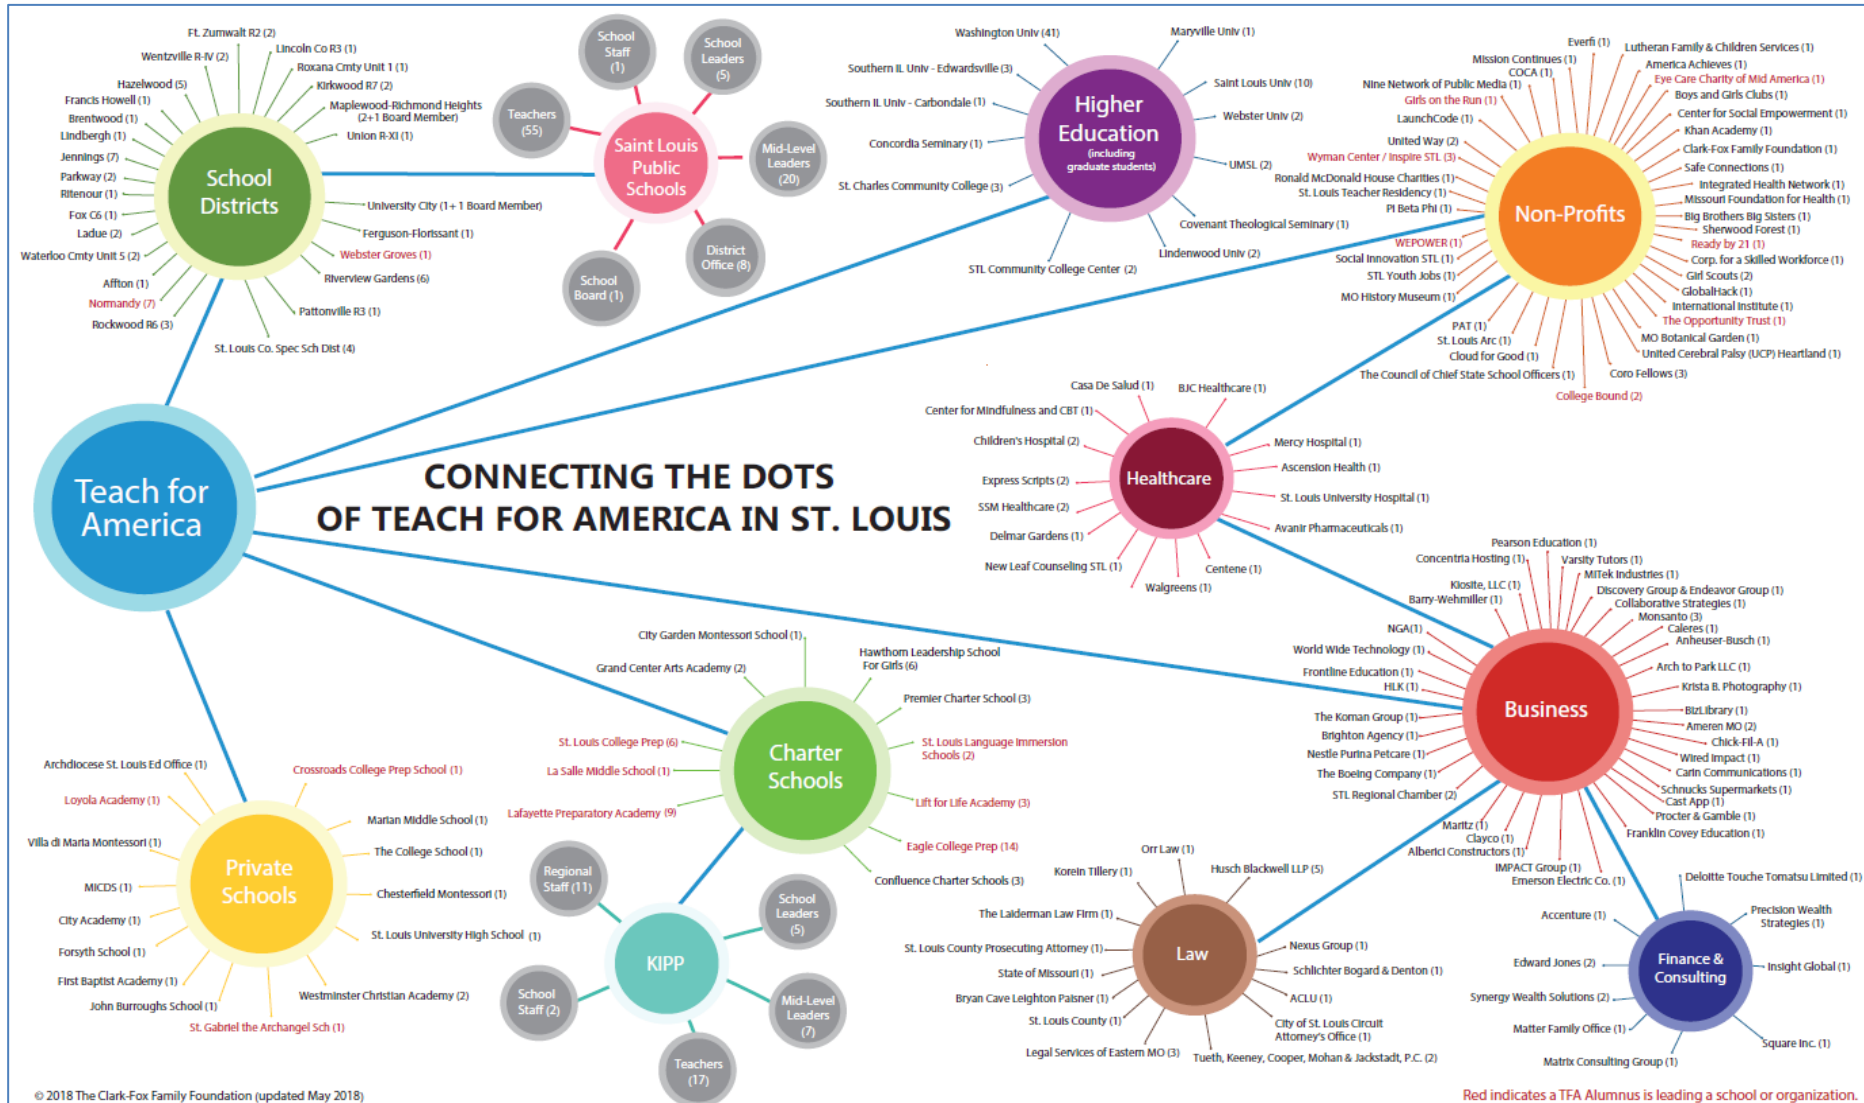 Ft. Zumwalt R2 (2)
Wentzville R-IV (2)
Lincoln Co R3 (1)
Roxana Cmty Unit 1 (1)
Hazelwood (5)
Kirkwood R7 (2)
Francis Howell (1)
Maplewood-Richmond Heights
(2+1 Board Member)
Brentwood (1)
Lindbergh (1)
Union R-XI (1)
Jennings (7)
Parkway (2)
Ritenour (1)
Fox C6 (1)
Ladue (2)
Waterloo Cmty Unit 5 (2)
Affton (1)
Normandy (7)
Rockwood R6 (3)
St. Louis Co. Spec Sch Dist (4)
Pattonville R3 (1)
Riverview Gardens (6)
Webster Groves (1)
Ferguson-Florissant (1)
University City (1+ 1 Board Member)
School
Districts
School
Staff
(1)
School
Leaders
(5)
Teachers
(55)
Mid-Level
Leaders
(20)
Saint Louis
Public
Schools
District
Office (8)
School
Board (1)
Washington Univ (41)
Maryville Univ (1)
Southern IL Univ - Edwardsville (3)
Saint Louis Univ (10)
Southern IL Univ - Carbondale (1)
Webster Univ (2)
Concordia Seminary (1)
UMSL (2)
St. Charles Community College (3)
Covenant Theological Seminary (1)
Lindenwood Univ (2)
STL Community College Center (2)
Higher
Education
(including
graduate students)
Everfi (1)
Lutheran Family & Children Services (1)
Mission Continues (1)
America Achieves (1)
COCA (1)
Eye Care Charity of Mid America (1)
Nine Network of Public Media (1)
Boys and Girls Clubs (1)
Girls on the Run (1)
Center for Social Empowerment (1)
LaunchCode (1)
Khan Academy (1)
United Way (2)
Clark-Fox Family Foundation (1)
Wyman Center / Inspire STL (3)
Safe Connections (1)
Ronald McDonald House Charities (1)
Integrated Health Network (1)
St. Louis Teacher Residency (1)
Missouri Foundation for Health (1)
Pi Beta Phi (1)
Big Brothers Big Sisters (1)
Sherwood Forest (1)
WEPOWER (1)
Ready by 21 (1)
Social Innovation STL (1)
Corp. for a Skilled Workforce (1)
STL Youth Jobs (1)
Girl Scouts (2)
MO History Museum (1)
GlobalHack (1)
International Institute (1)
The Opportunity Trust (1)
PAT (1)
MO Botanical Garden (1)
St. Louis Arc (1)
United Cerebral Palsy (UCP) Heartland (1)
Cloud for Good (1)
The Council of Chief State School Officers (1)
Coro Fellows (3)
College Bound (2)
Non-Profits
Casa De Salud (1)
BJC Healthcare (1)
Center for Mindfulness and CBT (1)
Children's Hospital (2)
Mercy Hospital (1)
Ascension Health (1)
Express Scripts (2)
St. Louis University Hospital (1)
SSM Healthcare (2)
Avanir Pharmaceuticals (1)
Delmar Gardens (1)
New Leaf Counseling STL (1)
Centene (1)
Walgreens (1)
Healthcare
Teach for
America
CONNECTING THE DOTS
OF TEACH FOR AMERICA IN ST. LOUIS
Pearson Education (1)
Concentria Hosting (1)
Varsity Tutors (1)
MiTek Industries (1)
Kiosite, LLC (1)
Discovery Group & Endeavor Group (1)
Barry-Wehmiller (1)
Collaborative Strategies (1)
Monsanto (3)
NGA(1)
Caleres (1)
World Wide Technology (1)
Anheuser-Busch (1)
Frontline Education (1)
Arch to Park LLC (1)
HLK (1)
Krista B. Photography (1)
The Koman Group (1)
BizLibrary (1)
Brighton Agency (1)
Ameren MO (2)
Nestle Purina Petcare (1)
Chick-Fil-A (1)
The Boeing Company (1)
Wired Impact (1)
STL Regional Chamber (2)
Carin Communications (1)
Schnucks Supermarkets (1)
Cast App (1)
Procter & Gamble (1)
Maritz (1)
Franklin Covey Education (1)
Clayco (1)
Alberici Constructors (1)
IMPACT Group (1)
Emerson Electric Co. (1)
Business
City Garden Montessori School (1)
Grand Center Arts Academy (2)
Hawthorn Leadership School
For Girls (6)
Premier Charter School (3)
St. Louis College Prep (6)
St. Louis Language Immersion
Schools (2)
La Salle Middle School (1)
Lafayette Preparatory Academy (9)
Lift for Life Academy (3)
Eagle College Prep (14)
Confluence Charter Schools (3)
Charter
Schools
Archdiocese St. Louis Ed Office (1)
Crossroads College Prep School (1)
Loyola Academy (1)
Marian Middle School (1)
Villa di Maria Montessori (1)
The College School (1)
MICDS (1)
Chesterfield Montessori (1)
City Academy (1)
St. Louis University High School (1)
Forsyth School (1)
First Baptist Academy (1)
Westminster Christian Academy (2)
John Burroughs School (1)
St. Gabriel the Archangel Sch (1)
Private
Schools
Regional
Staff (11)
School
Leaders
(5)
KIPP
School
Staff (2)
Mid-Level
Leaders
(7)
Teachers
(17)
Orr Law (1)
Korein Tillery (1)
Husch Blackwell LLP (5)
The Laiderman Law Firm (1)
St. Louis County Prosecuting Attorney (1)
Nexus Group (1)
State of Missouri (1)
Schlichter Bogard & Denton (1)
Bryan Cave Leighton Paisner (1)
ACLU (1)
St. Louis County (1)
City of St. Louis Circuit
Attorney's Office (1)
Legal Services of Eastern MO (3)
Tueth, Keeney, Cooper, Mohan & Jackstadt, P.C. (2)
Law
Deloitte Touche Tomatsu Limited (1)
Accenture (1)
Precision Wealth
Strategies (1)
Edward Jones (2)
Insight Global (1)
Synergy Wealth Solutions (2)
Matter Family Office (1)
Square Inc. (1)
Matrix Consulting Group (1)
Finance &
Consulting
© 2018 The Clark-Fox Family Foundation (updated May 2018)
Red indicates a TFA Alumnus is leading a school or organization.